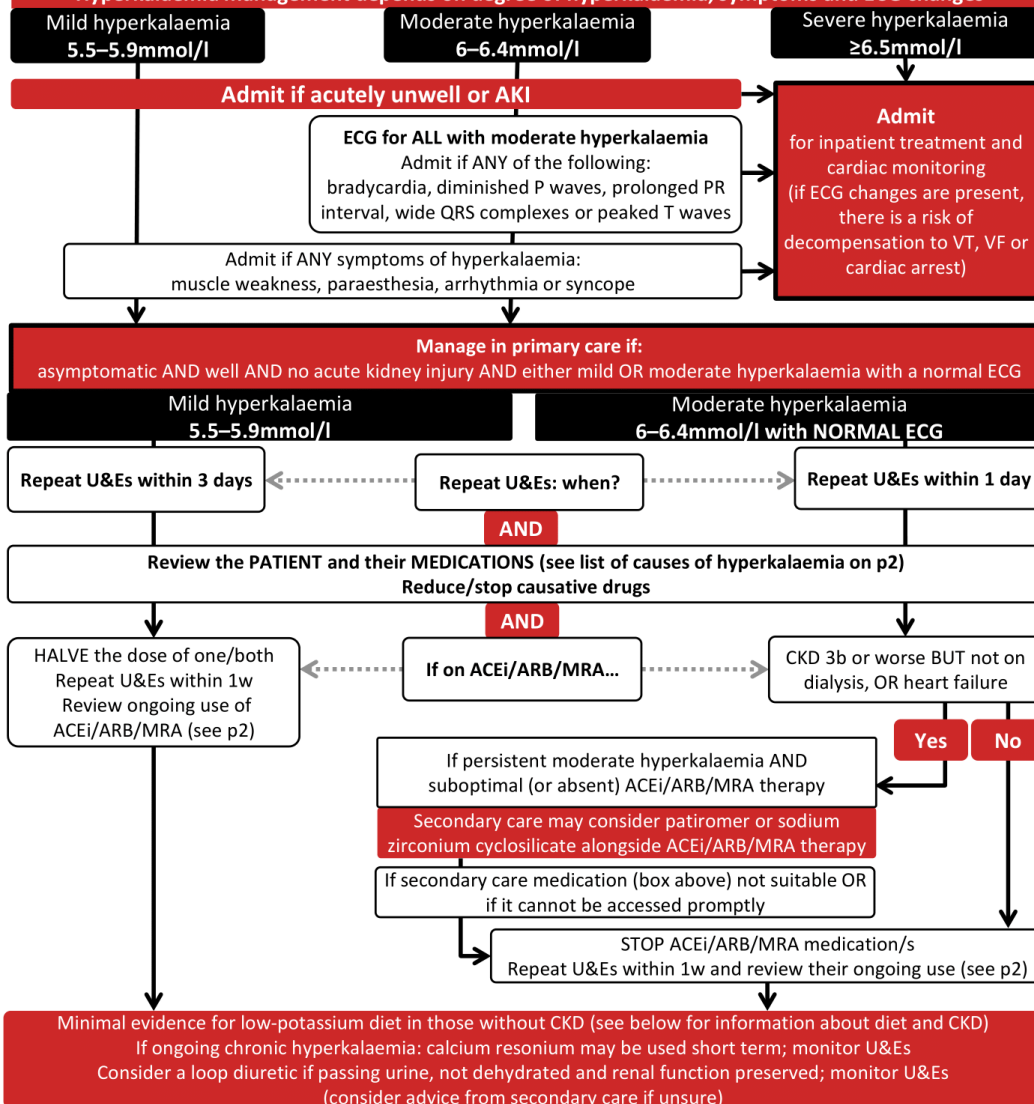 Hyperkalaemia management depends on degree of hyperkalaemia, symptoms and ECG changes
Mild hyperkalaemia
5.5–5.9mmol/l
Moderate hyperkalaemia
6–6.4mmol/l
Severe hyperkalaemia
≥6.5mmol/l
Admit if acutely unwell or AKI
Admit
for inpatient treatment and
cardiac monitoring
(if ECG changes are present,
there is a risk of
decompensation to VT, VF or
cardiac arrest)
ECG for ALL with moderate hyperkalaemia
Admit if ANY of the following:
bradycardia, diminished P waves, prolonged PR
interval, wide QRS complexes or peaked T waves
Admit if ANY symptoms of hyperkalaemia:
muscle weakness, paraesthesia, arrhythmia or syncope
Manage in primary care if:
asymptomatic AND well AND no acute kidney injury AND either mild OR moderate hyperkalaemia with a normal ECG
Mild hyperkalaemia
5.5–5.9mmol/l
Moderate hyperkalaemia
6–6.4mmol/l with NORMAL ECG
Repeat U&Es within 3 days
Repeat U&Es: when?
Repeat U&Es within 1 day
AND
Review the PATIENT and their MEDICATIONS (see list of causes of hyperkalaemia on p2)
Reduce/stop causative drugs
AND
HALVE the dose of one/both
Repeat U&Es within 1w
Review ongoing use of
ACEi/ARB/MRA (see p2)
If on ACEi/ARB/MRA…
CKD 3b or worse BUT not on
dialysis, OR heart failure
Yes
No
If persistent moderate hyperkalaemia AND
suboptimal (or absent) ACEi/ARB/MRA therapy
Secondary care may consider patiromer or sodium
zirconium cyclosilicate alongside ACEi/ARB/MRA therapy
If secondary care medication (box above) not suitable OR
if it cannot be accessed promptly
STOP ACEi/ARB/MRA medication/s
Repeat U&Es within 1w and review their ongoing use (see p2)
Minimal evidence for low-potassium diet in those without CKD (see below for information about diet and CKD)
If ongoing chronic hyperkalaemia: calcium resonium may be used short term; monitor U&Es
Consider a loop diuretic if passing urine, not dehydrated and renal function preserved; monitor U&Es
(consider advice from secondary care if unsure)